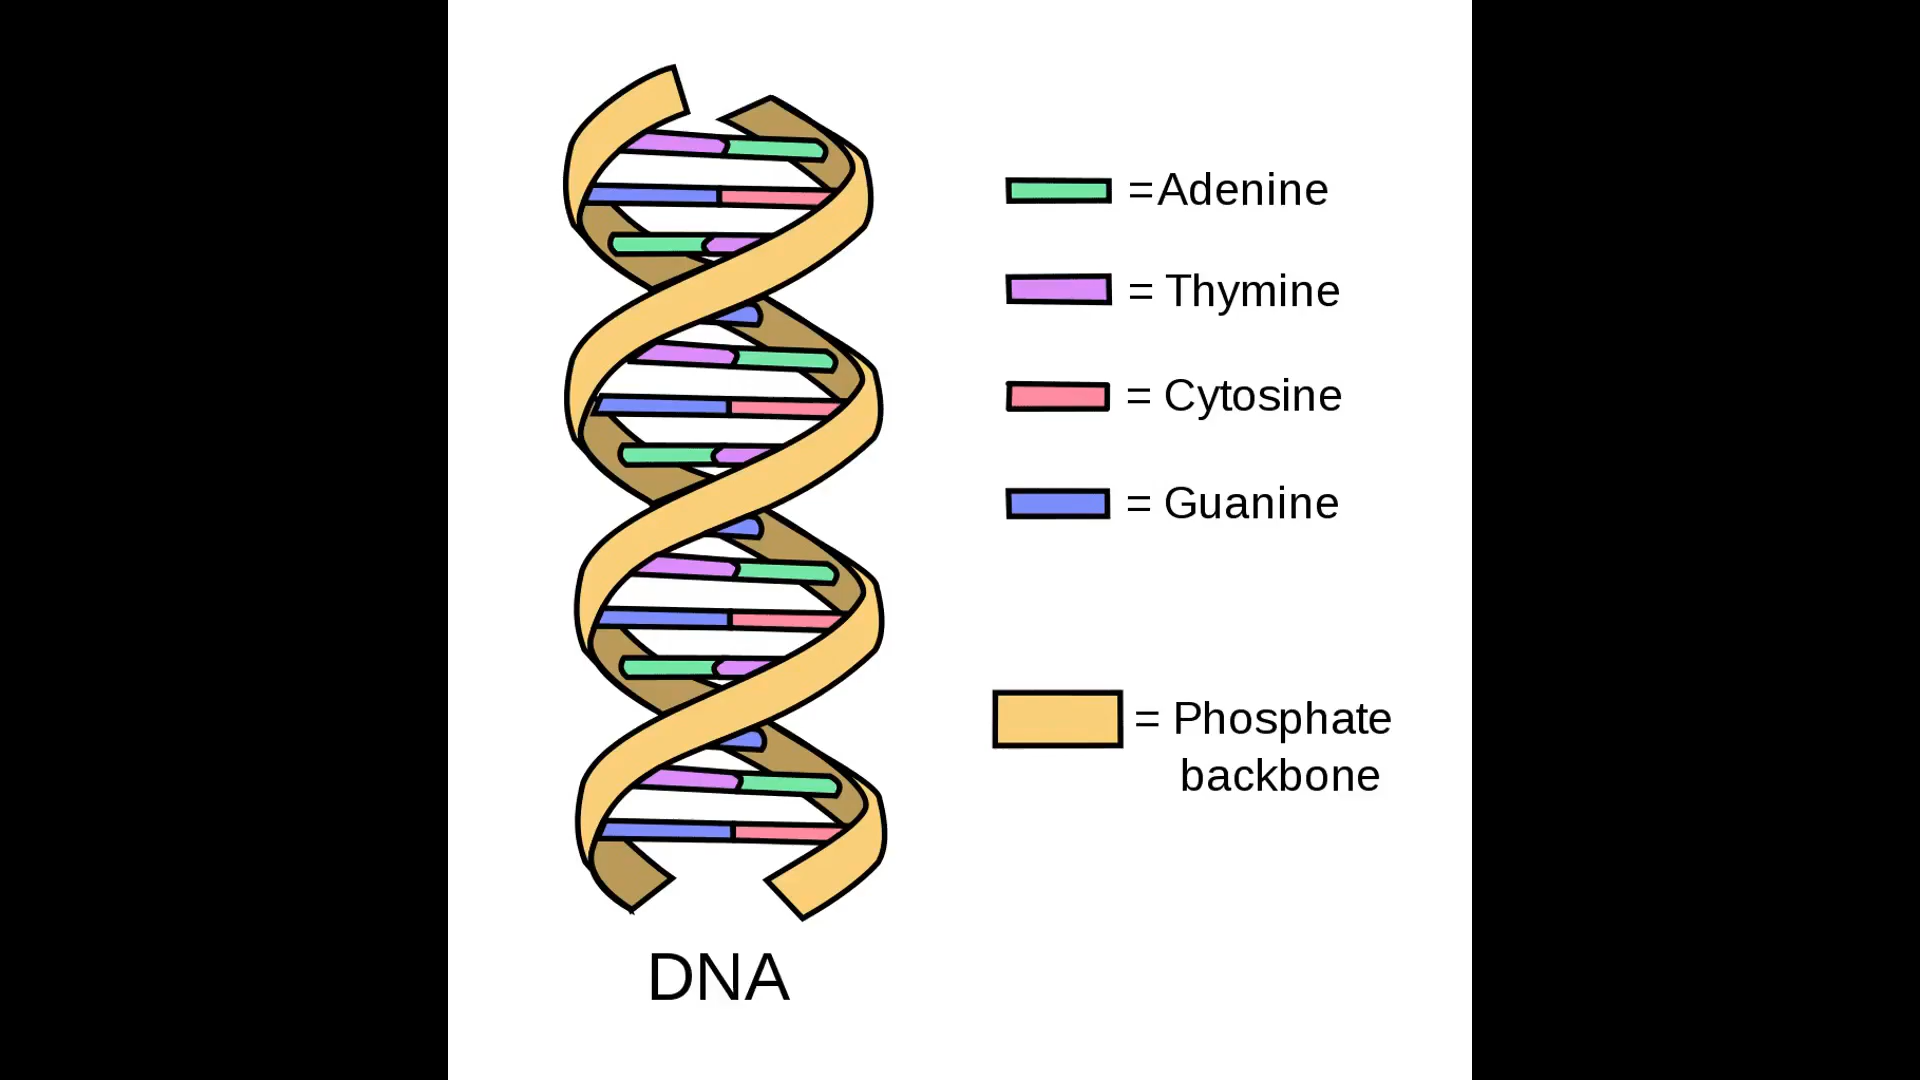 =Adenine
= Thymine
= Cytosine
= Guanine
= Phosphate
backbone
DNA